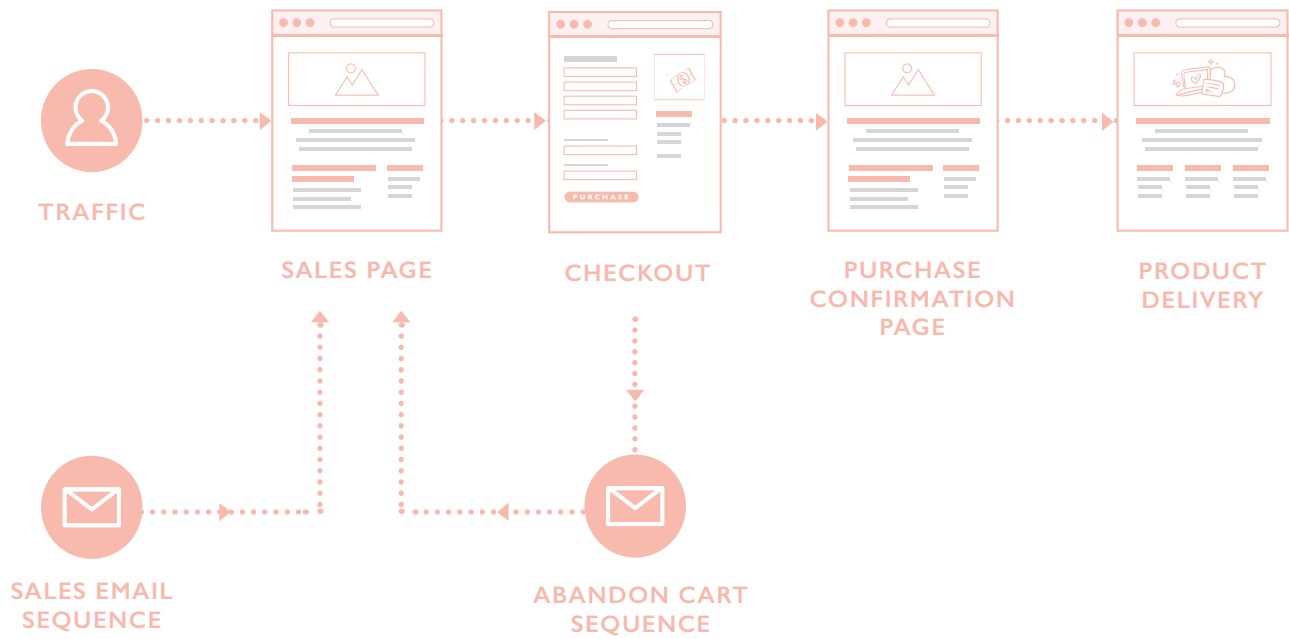 PURCHASE
TRAFFIC
SALES PAGE
CHECKOUT
PURCHASE
CONFIRMATION
PAGE
PRODUCT
DELIVERY
SALES EMAIL
SEQUENCE
ABANDON CART
SEQUENCE